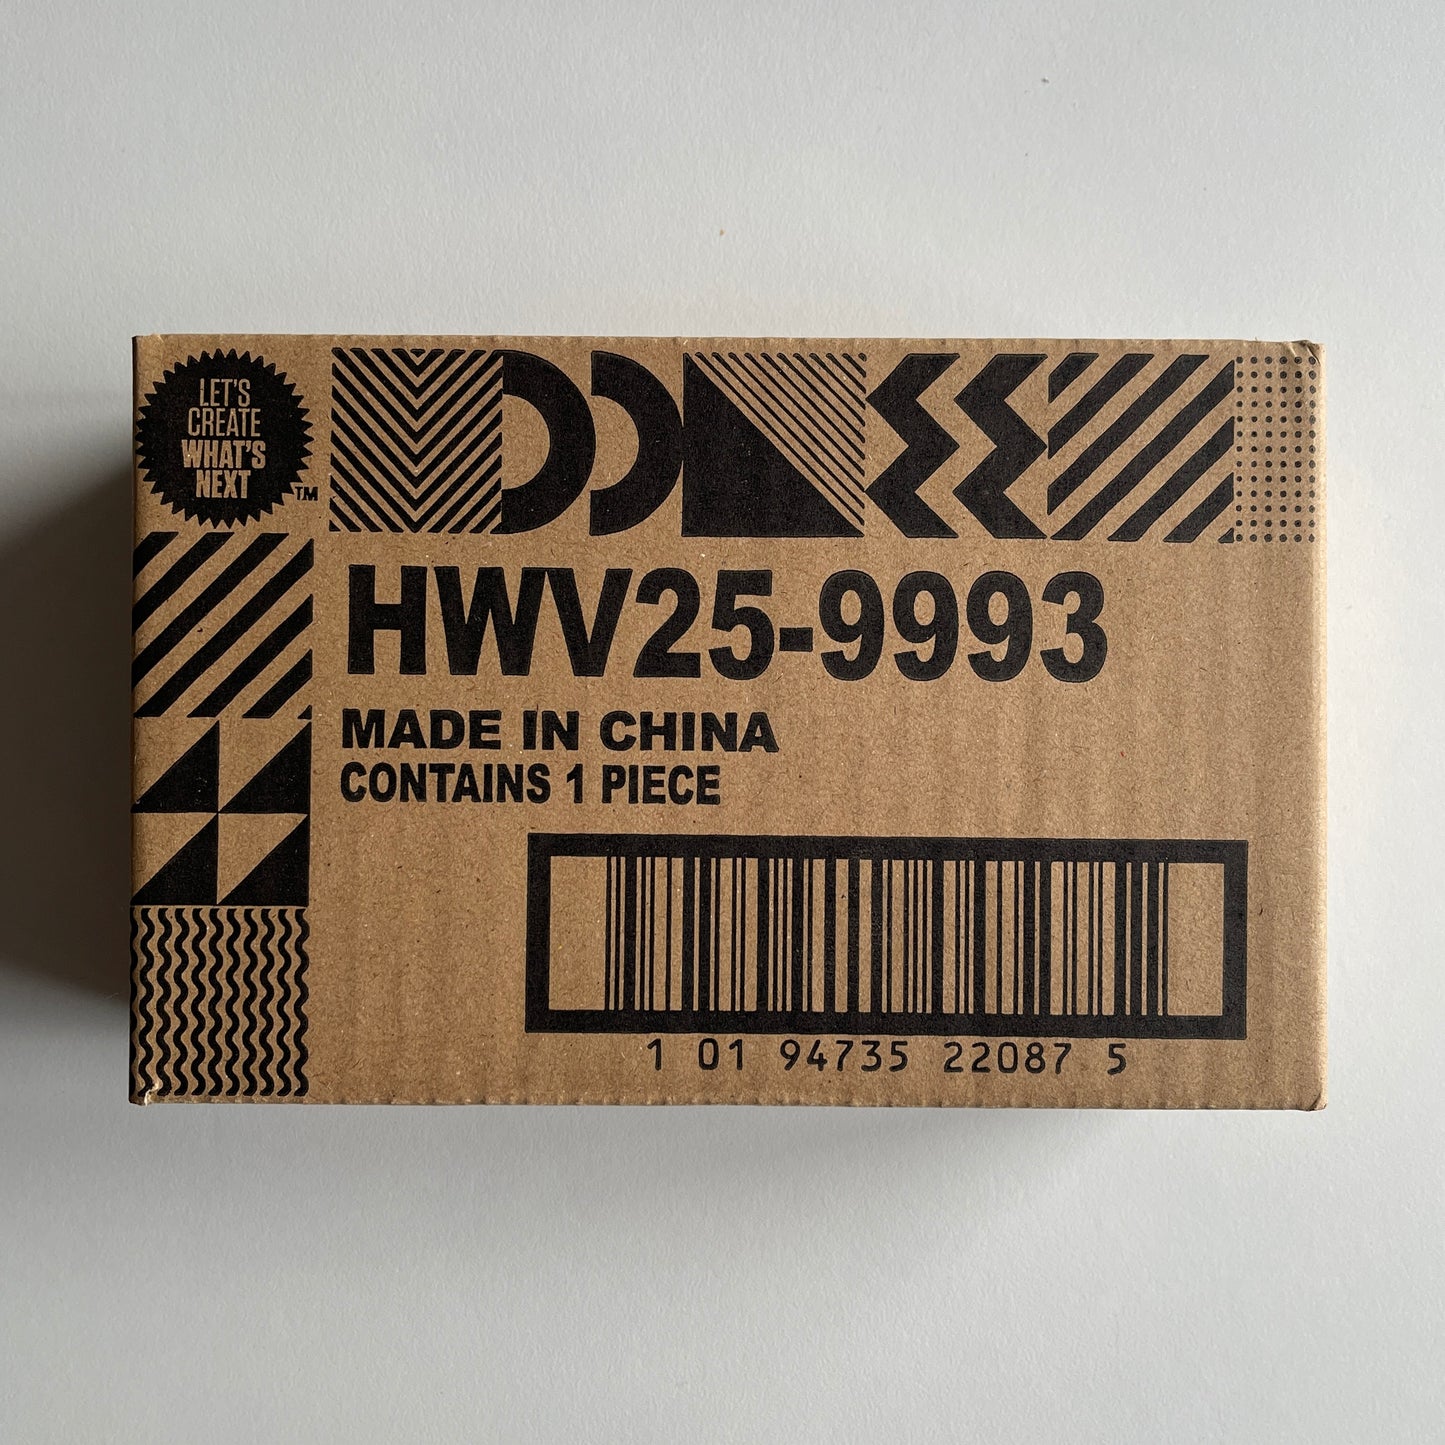 LET'S
CREATE
WHAT'S
NEXT
TM
HWV25-9993
MADE IN CHINA
CONTAINS 1 PIECE
1 01 94735 22087 5